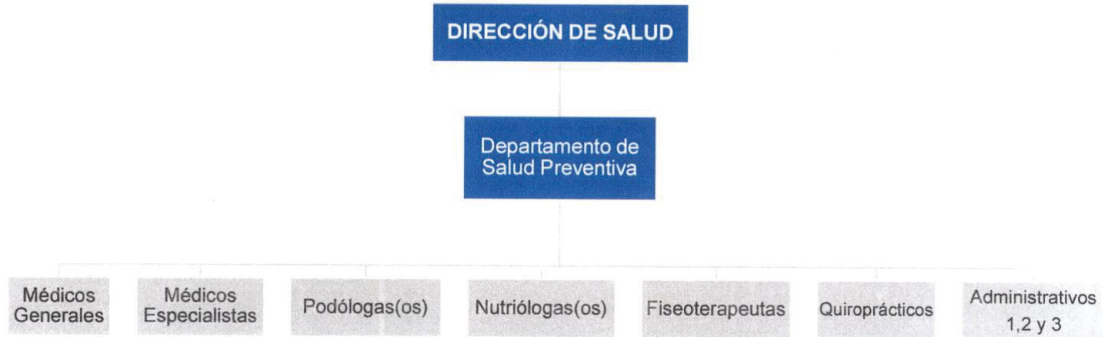 DIRECCIÓN DE SALUD
Departamento de
Salud Preventiva
Médicos
Generales
Médicos
Especialistas
Podólogas(os)
Nutriólogas(os)
Fiseoterapeutas
Quiroprácticos
Administrativos
1,2 y 3